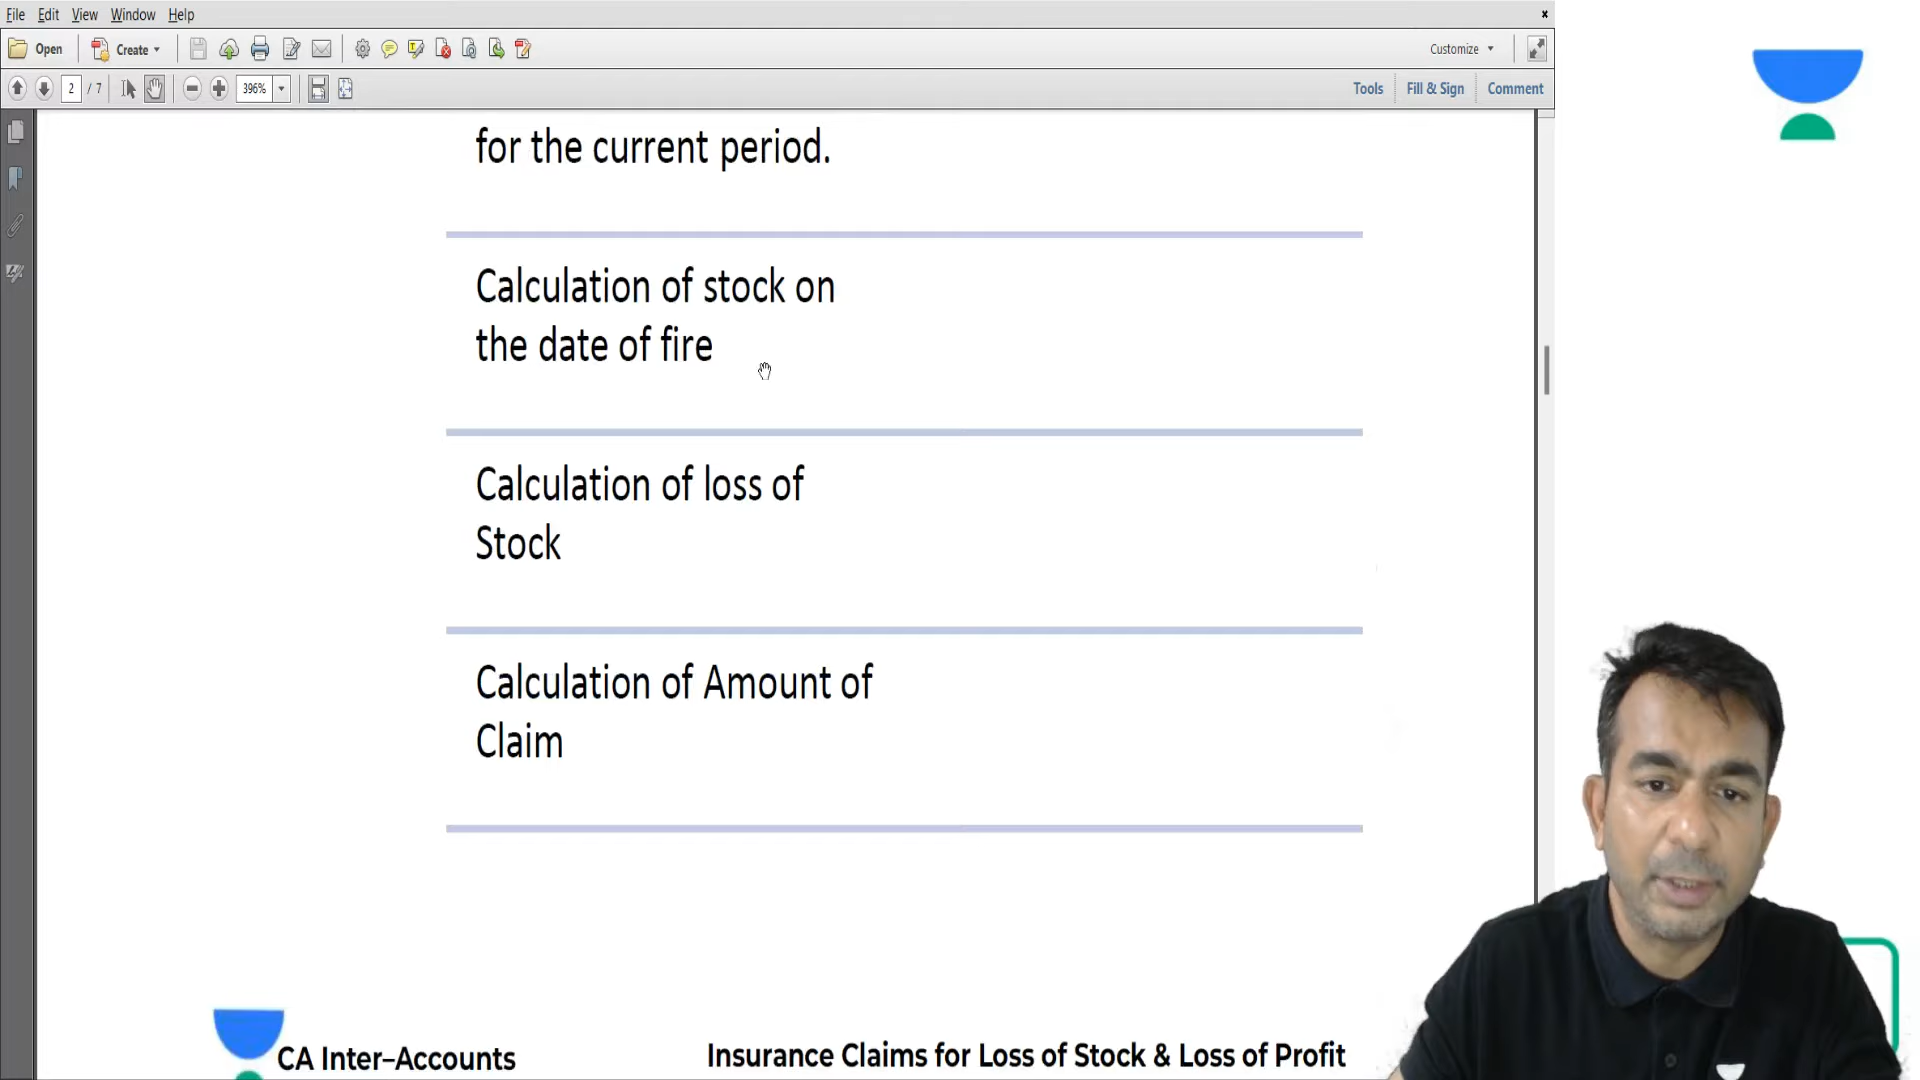 File Edit View Window Help
Open Create Customize
2 / 7 396% Tools Fill & Sign Comment
for the current period.
Calculation of stock on
the date of fire
Calculation of loss of
Stock
Calculation of Amount of
Claim
CA Inter–Accounts Insurance Claims for Loss of Stock & Loss of Profit